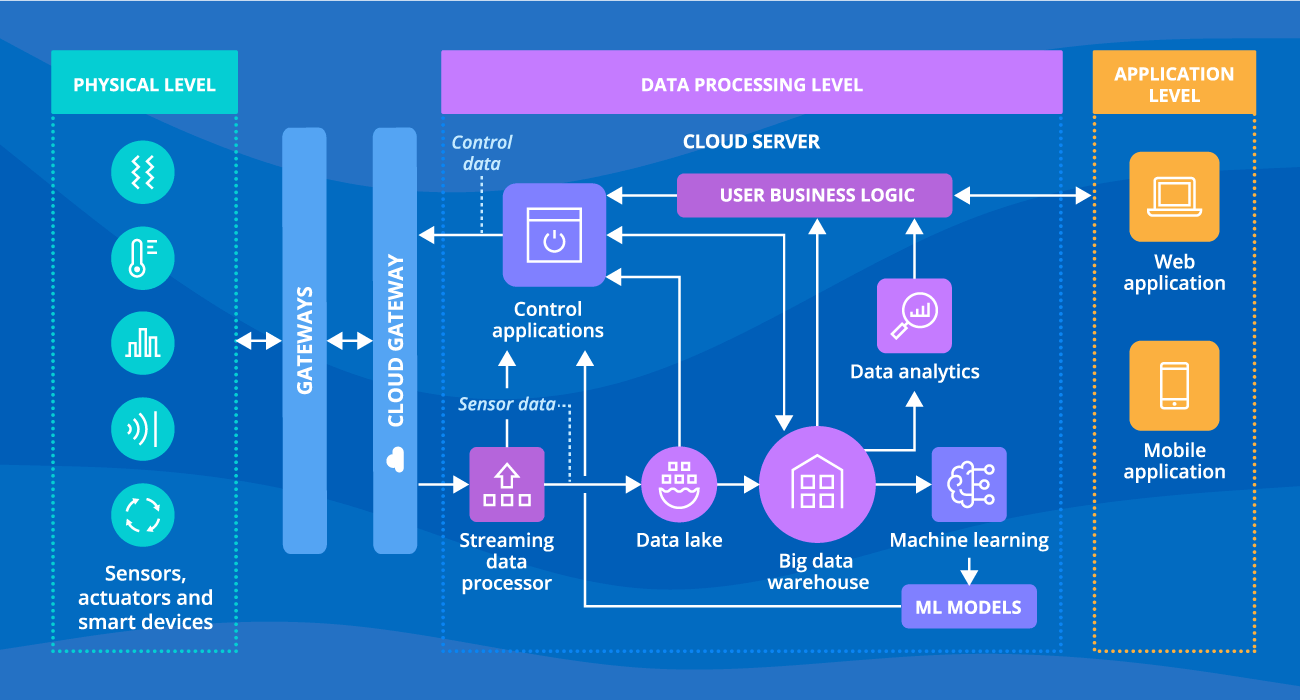 PHYSICAL LEVEL
Sensors,
actuators and
smart devices
GATEWAYS
CLOUD GATEWAY
DATA PROCESSING LEVEL
CLOUD SERVER
Control
data
USER BUSINESS LOGIC
Control
applications
Data analytics
Sensor data
Streaming
data
processor
Data lake
Big data
warehouse
Machine learning
ML MODELS
APPLICATION
LEVEL
Web
application
Mobile
application